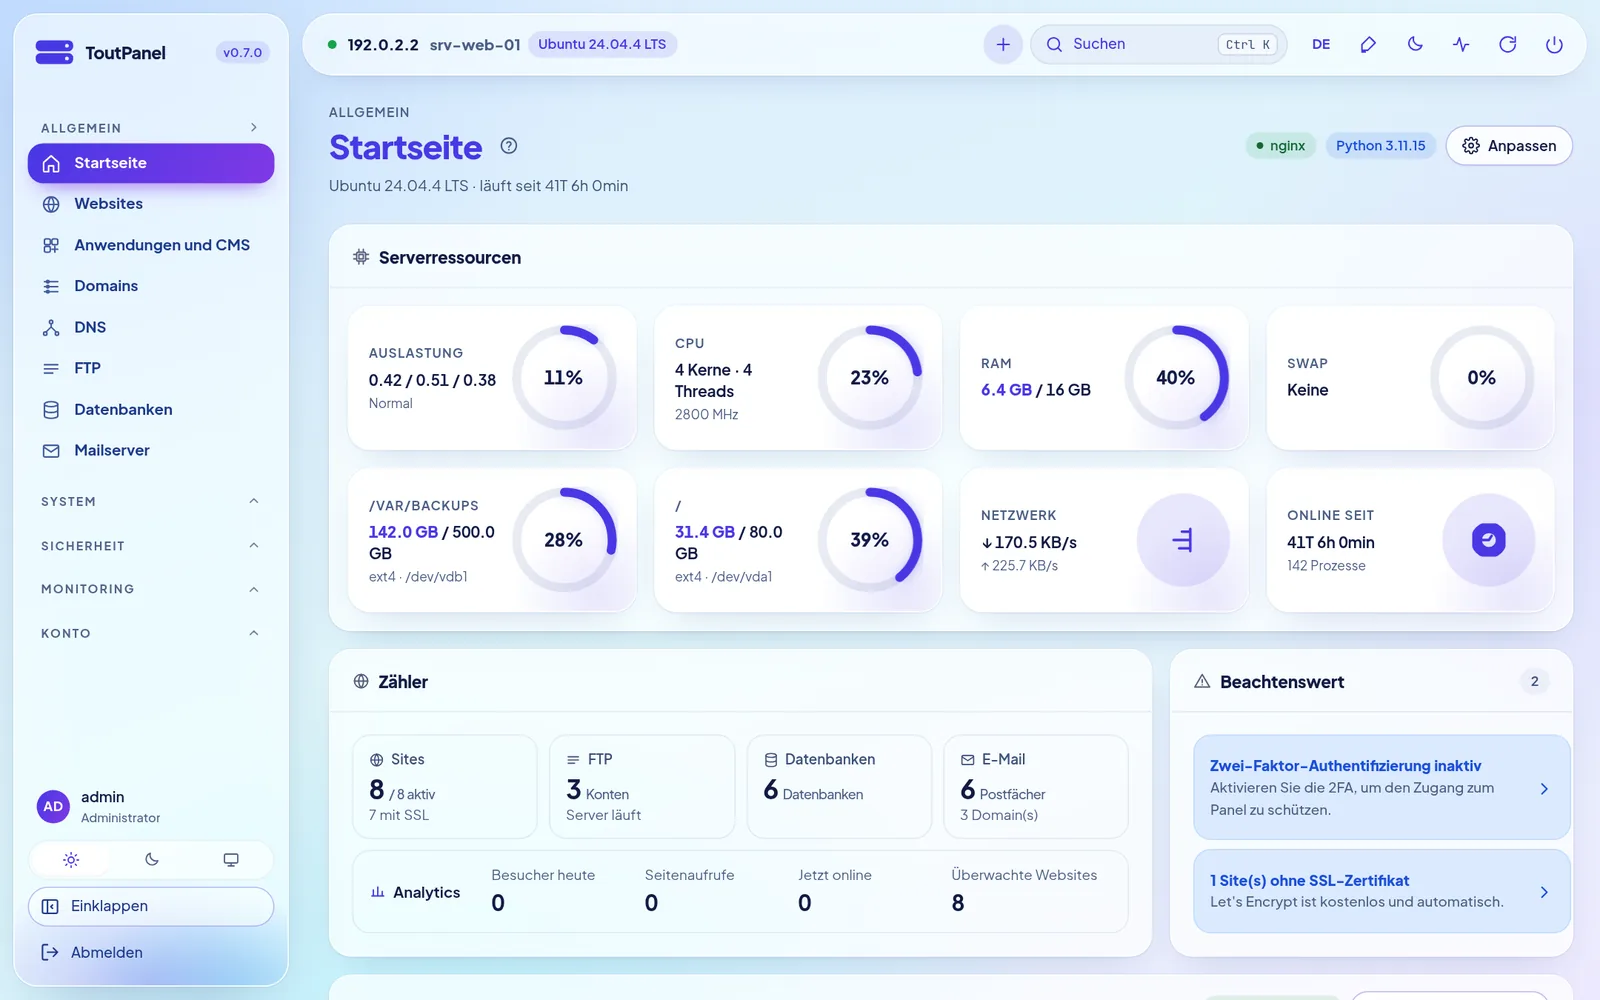 ToutPanel
v0.7.0
ALLGEMEIN
Startseite
Websites
Anwendungen und CMS
Domains
DNS
FTP
Datenbanken
Mailserver
SYSTEM
SICHERHEIT
MONITORING
KONTO
AD
admin
Administrator
Einklappen
Abmelden
192.0.2.2 srv-web-01 Ubuntu 24.04.4 LTS
Suchen
Ctrl K
DE
ALLGEMEIN
Startseite
Ubuntu 24.04.4 LTS · läuft seit 41T 6h 0min
nginx
Python 3.11.15
Anpassen
Serverressourcen
AUSLASTUNG
0.42 / 0.51 / 0.38
Normal
11%
CPU
4 Kerne · 4
Threads
2800 MHz
23%
RAM
6.4 GB / 16 GB
40%
SWAP
Keine
0%
/VAR/BACKUPS
142.0 GB / 500.0
GB
ext4 · /dev/vdb1
28%
/
31.4 GB / 80.0
GB
ext4 · /dev/vda1
39%
NETZWERK
↓ 170.5 KB/s
↑ 225.7 KB/s
ONLINE SEIT
41T 6h 0min
142 Prozesse
Zähler
Sites
8 / 8 aktiv
7 mit SSL
FTP
3 Konten
Server läuft
Datenbanken
6 Datenbanken
E-Mail
6 Postfächer
3 Domain(s)
Analytics
Besucher heute
0
Seitenaufrufe
0
Jetzt online
0
Überwachte Websites
8
Beachtenswert
2
Zwei-Faktor-Authentifizierung inaktiv
Aktivieren Sie die 2FA, um den Zugang zum
Panel zu schützen.
1 Site(s) ohne SSL-Zertifikat
Let's Encrypt ist kostenlos und automatisch.